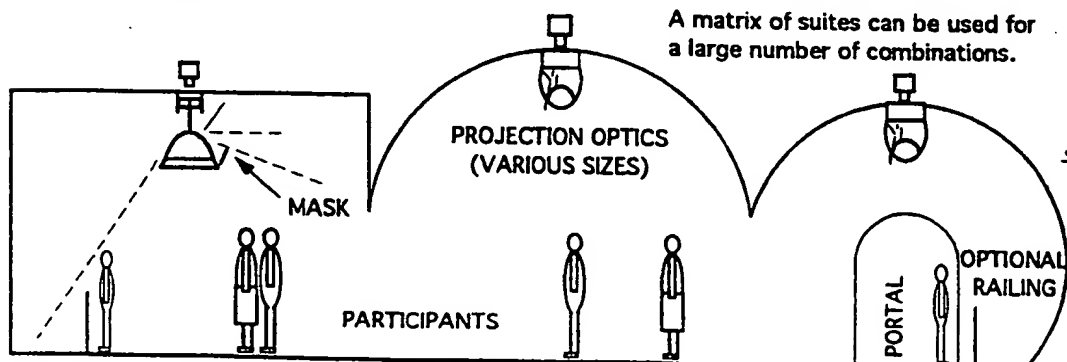 A matrix of suites can be used for
a large number of combinations.
PROJECTION OPTICS
(VARIOUS SIZES)
MASK
PARTICIPANTS
PORTAL
OPTIONAL
RAILING